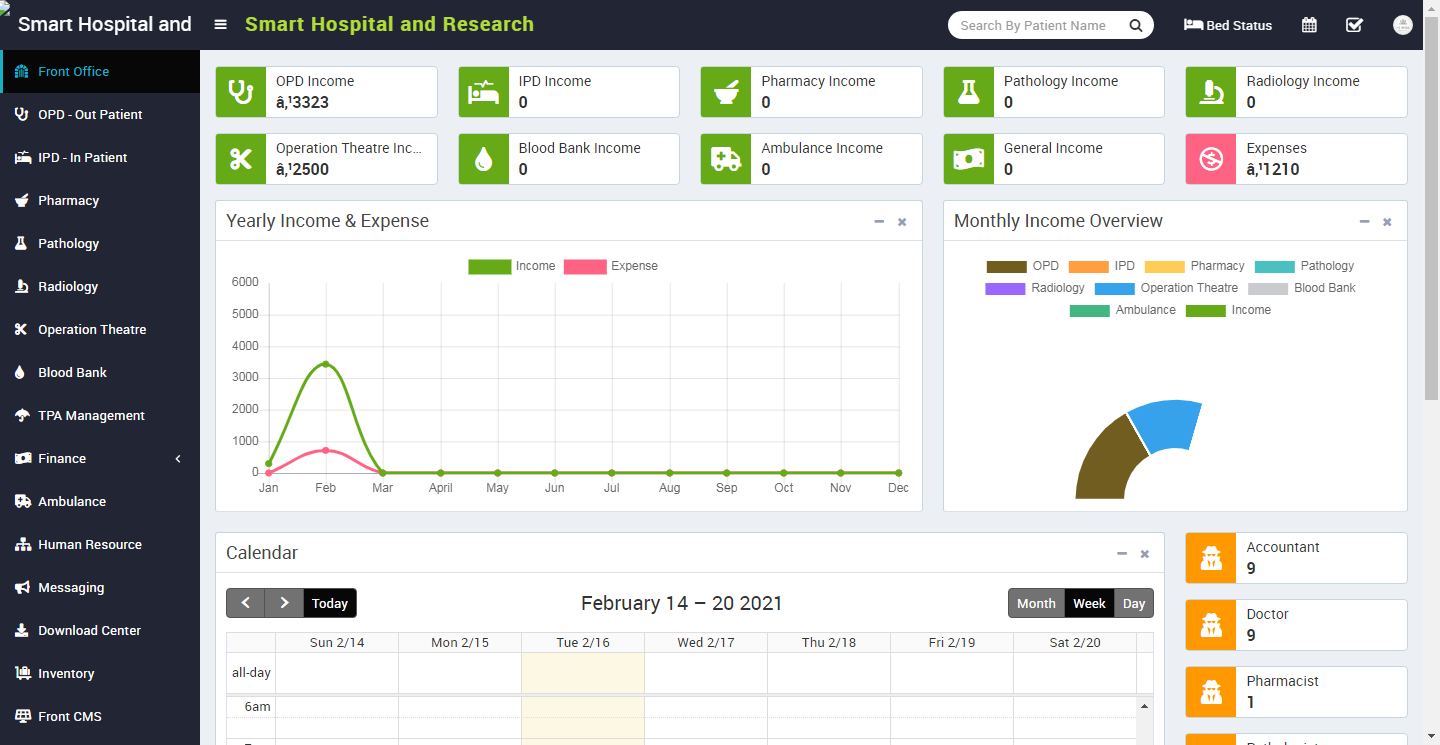 Smart Hospital and
Smart Hospital and Research
Search By Patient Name
Bed Status
Front Office
OPD - Out Patient
IPD - In Patient
Pharmacy
Pathology
Radiology
Operation Theatre
Blood Bank
TPA Management
Finance
Ambulance
Human Resource
Messaging
Download Center
Inventory
Front CMS
OPD Income
â‚¹3323
IPD Income
0
Pharmacy Income
0
Pathology Income
0
Radiology Income
0
Operation Theatre Inc...
â‚¹2500
Blood Bank Income
0
Ambulance Income
0
General Income
0
Expenses
â‚¹1210
Yearly Income & Expense
Income Expense
6000
5000
4000
3000
2000
1000
0
Jan Feb Mar April May Jun Jul Aug Sep Oct Nov Dec
Monthly Income Overview
OPD IPD Pharmacy Pathology
Radiology Operation Theatre Blood Bank
Ambulance Income
Calendar
Today
February 14 – 20 2021
Month Week Day
Sun 2/14 Mon 2/15 Tue 2/16 Wed 2/17 Thu 2/18 Fri 2/19 Sat 2/20
all-day
6am
Accountant
9
Doctor
9
Pharmacist
1